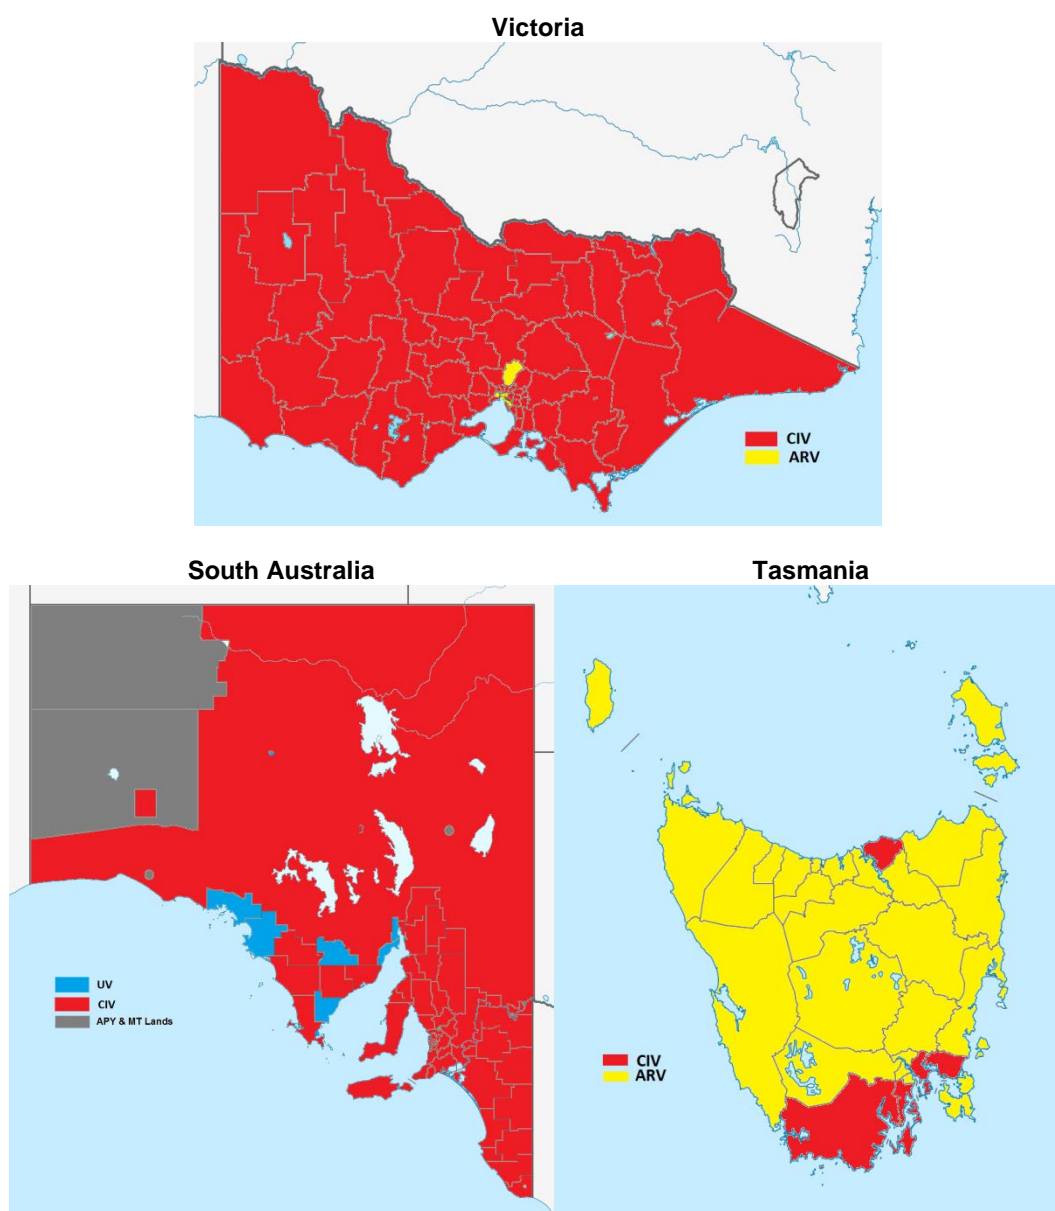 Victoria
CIV
ARV
South Australia
UV
CIV
APY & MT Lands
Tasmania
CIV
ARV